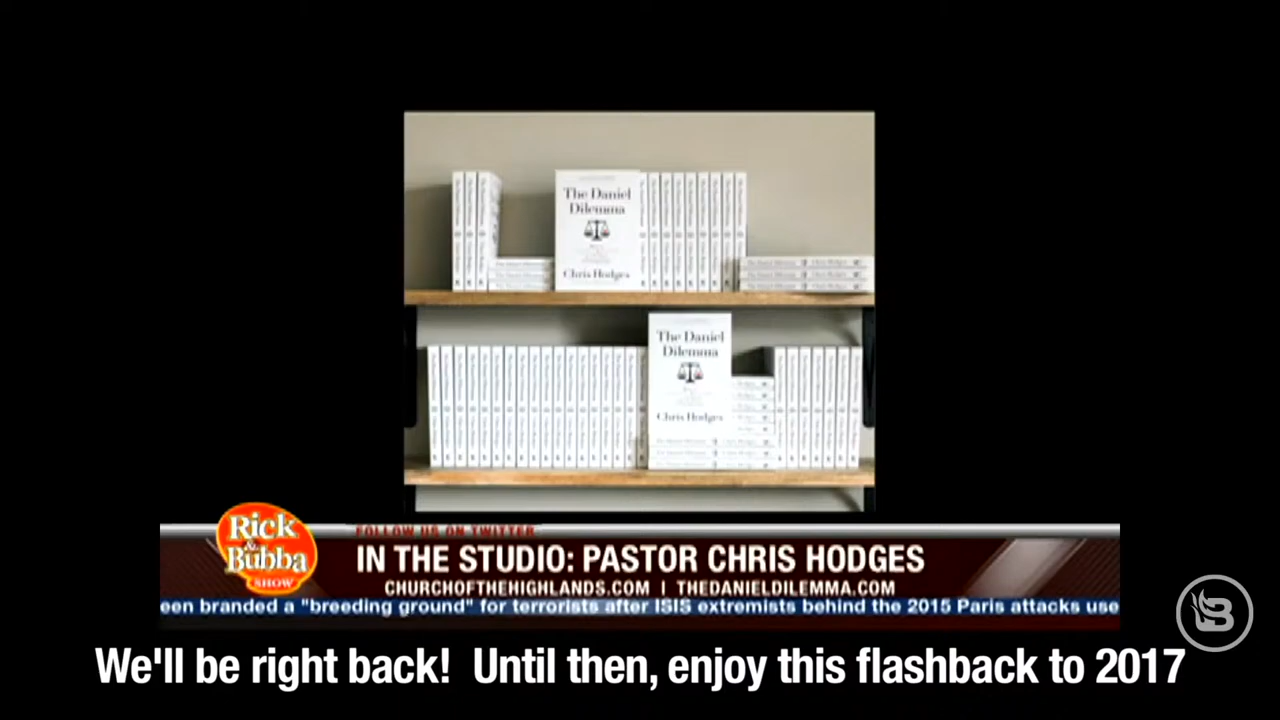 The Daniel
Dilemma
Chris Hodges
The Daniel
Dilemma
Chris Hodges
Rick
&
Bubba
SHOW
FOLLOW US ON TWITTER
IN THE STUDIO: PASTOR CHRIS HODGES
CHURCHOFTHEHIGHLANDS.COM | THEDANIELDILEMMA.COM
een branded a "breeding ground" for terrorists after ISIS extremists behind the 2015 Paris attacks use
B
We'll be right back! Until then, enjoy this flashback to 2017